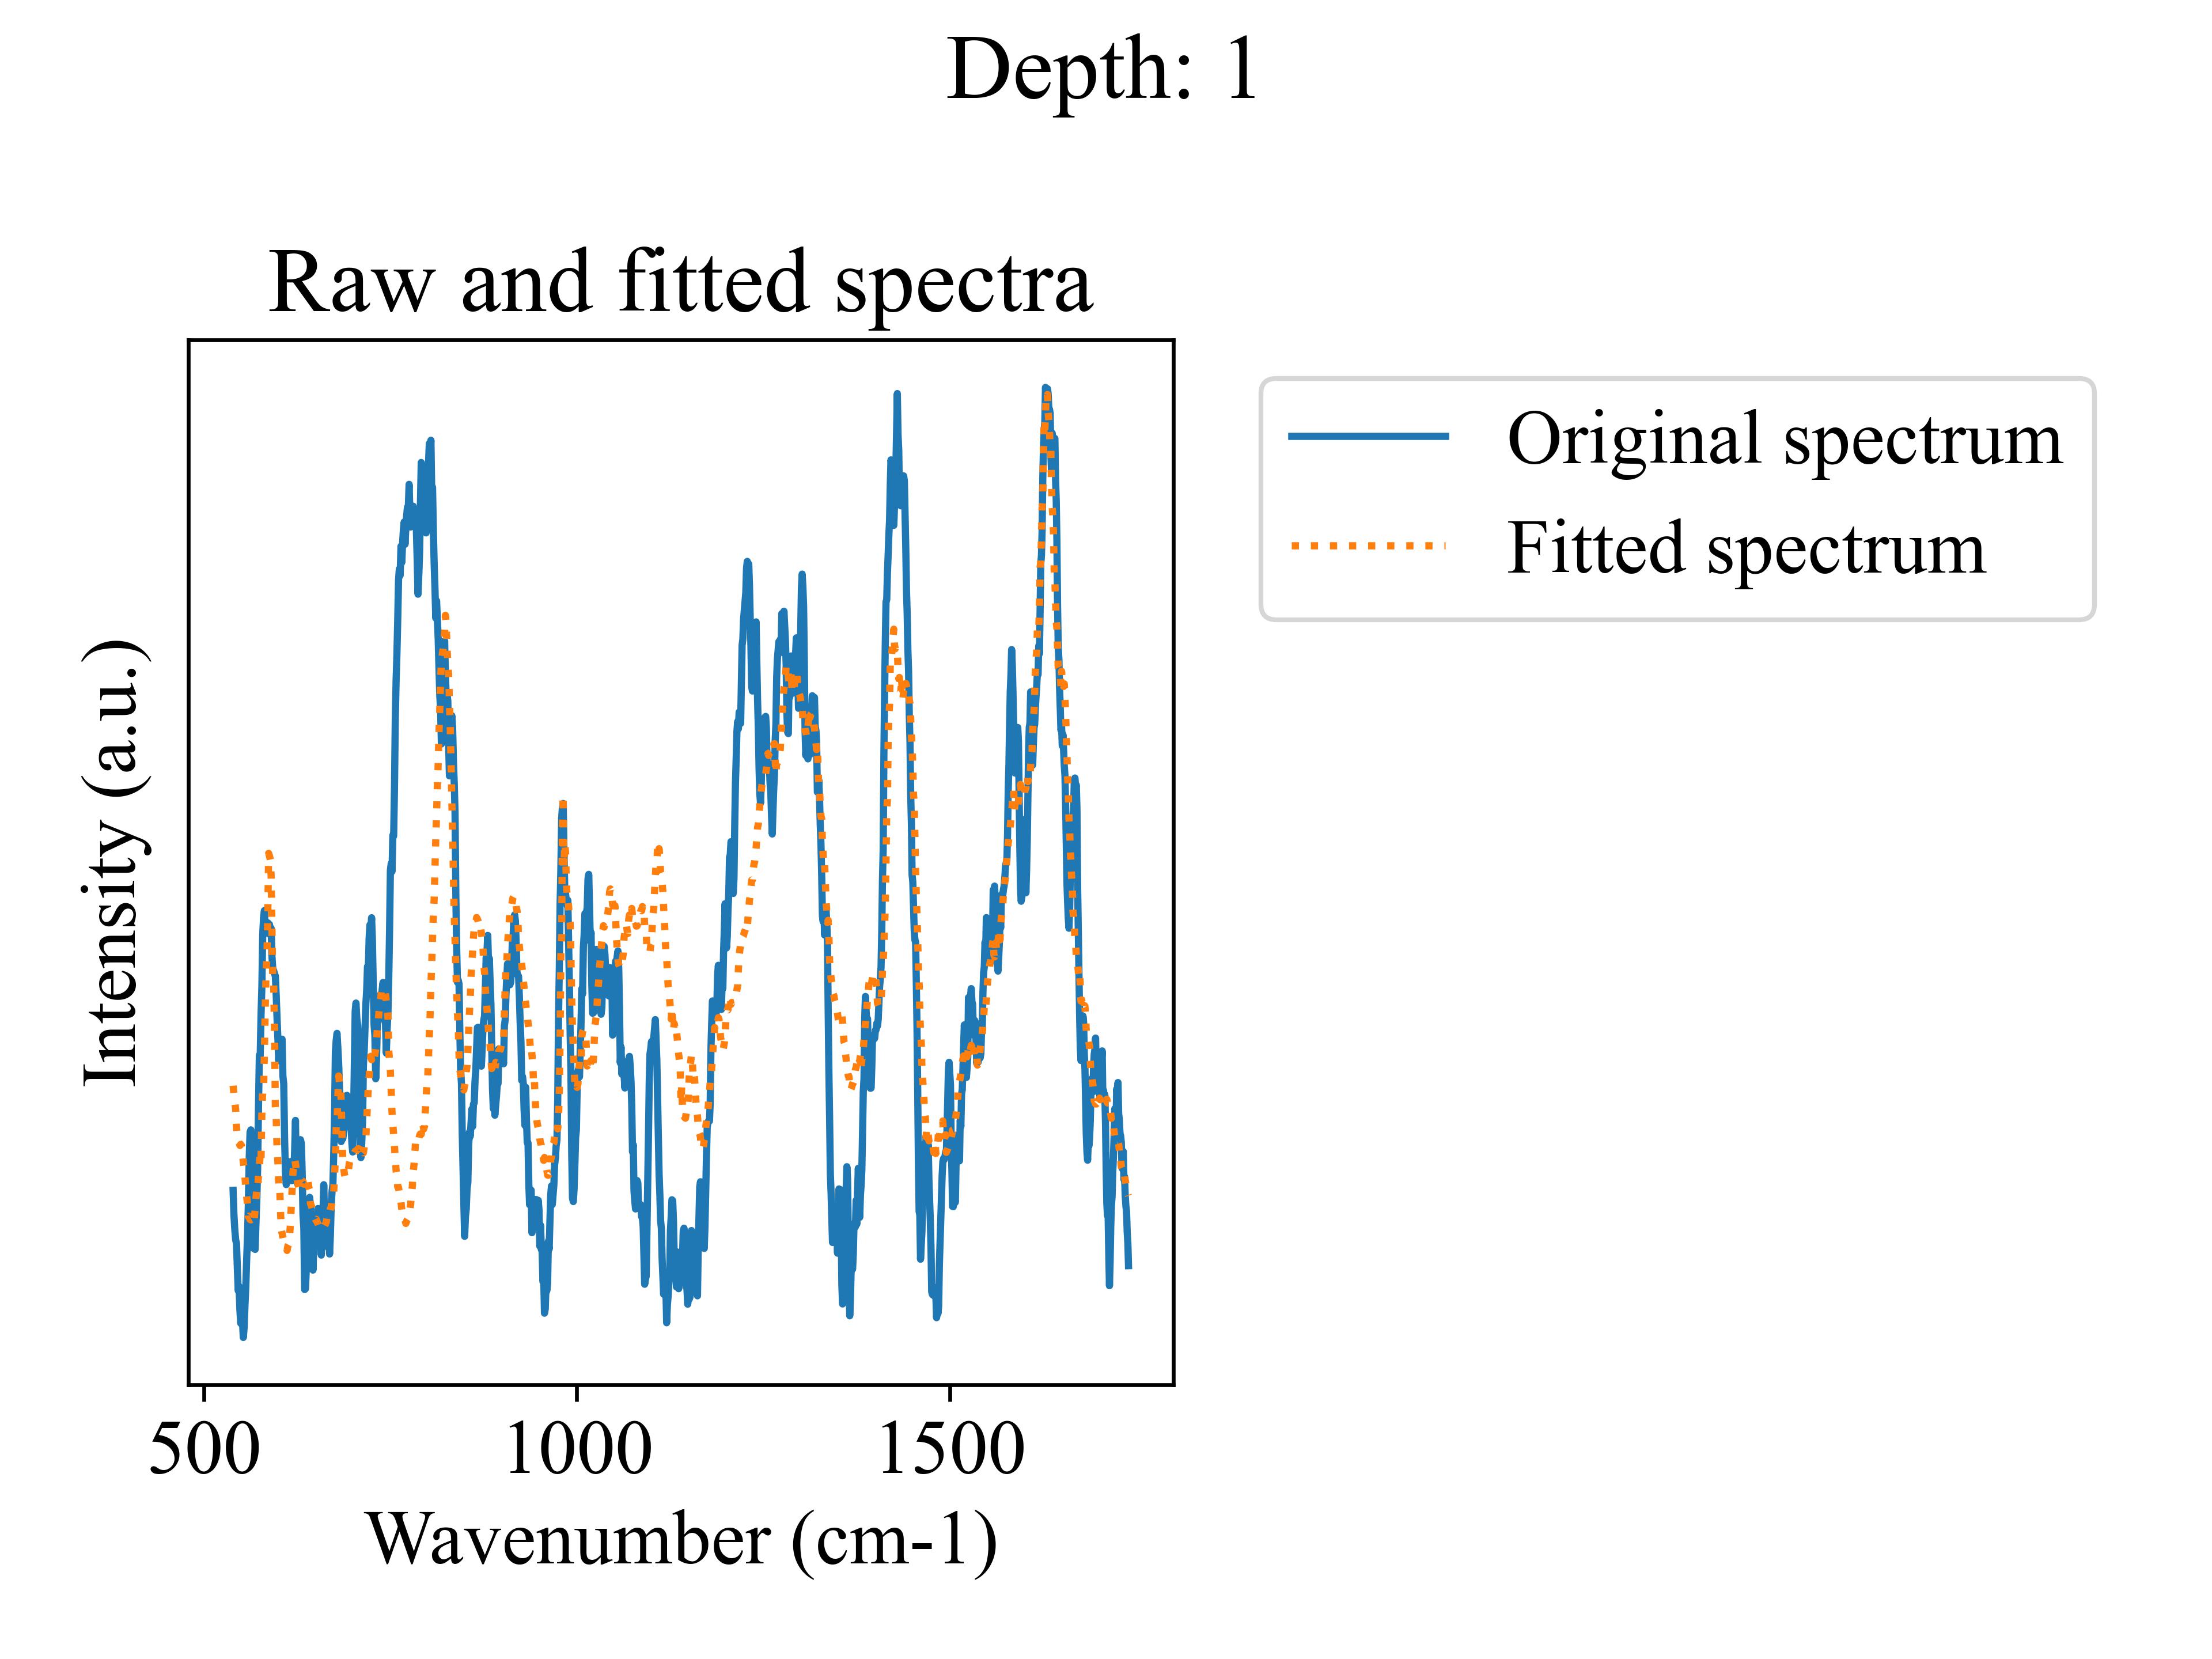 Depth: 1
Raw and fitted spectra
Original spectrum
Fitted spectrum
Intensity (a.u.)
500 1000 1500
Wavenumber (cm-1)